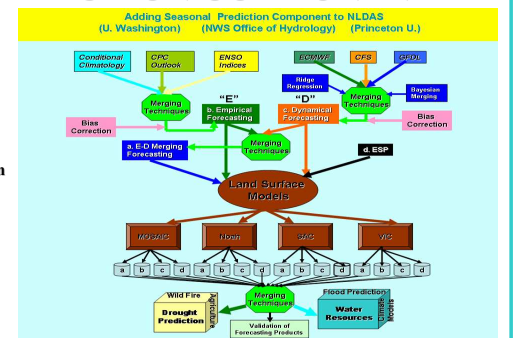 Adding Seasonal Prediction Component to NLDAS
(U. Washington) (NWS Office of Hydrology) (Princeton U.)
Conditional
Climatology
CPC
Outlook
ENSO
Indices
ECMWF
CFS
GFDL
Ridge
Regression
Bayesian
Merging
Merging
Techniques
Merging
Techniques
"E"
"D"
b. Empirical
Forecasting
c. Dynamical
Forecasting
Bias
Correction
Bias
Correction
Merging
Techniques
a. E-D Merging
Forecasting
d. ESP
Land Surface
Models
MOSAIC
Noah
SAC
VIC
a b c d a b c d a b c d a b c d
Wild Fire
Agriculture
Drought
Prediction
Merging
Techniques
Flood Prediction
Water
Resources
Climate
Models
Validation of
Forecasting Products